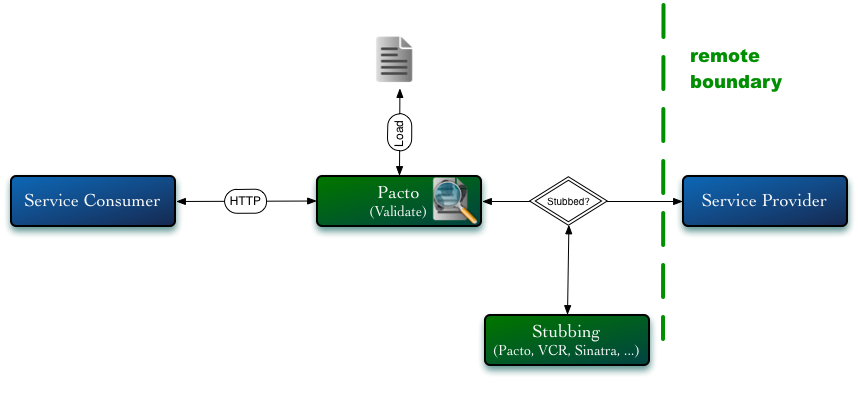 remote
boundary
Load
Service Consumer
HTTP
Pacto
(Validate)
Stubbed?
Service Provider
Stubbing
(Pacto, VCR, Sinatra, ...)